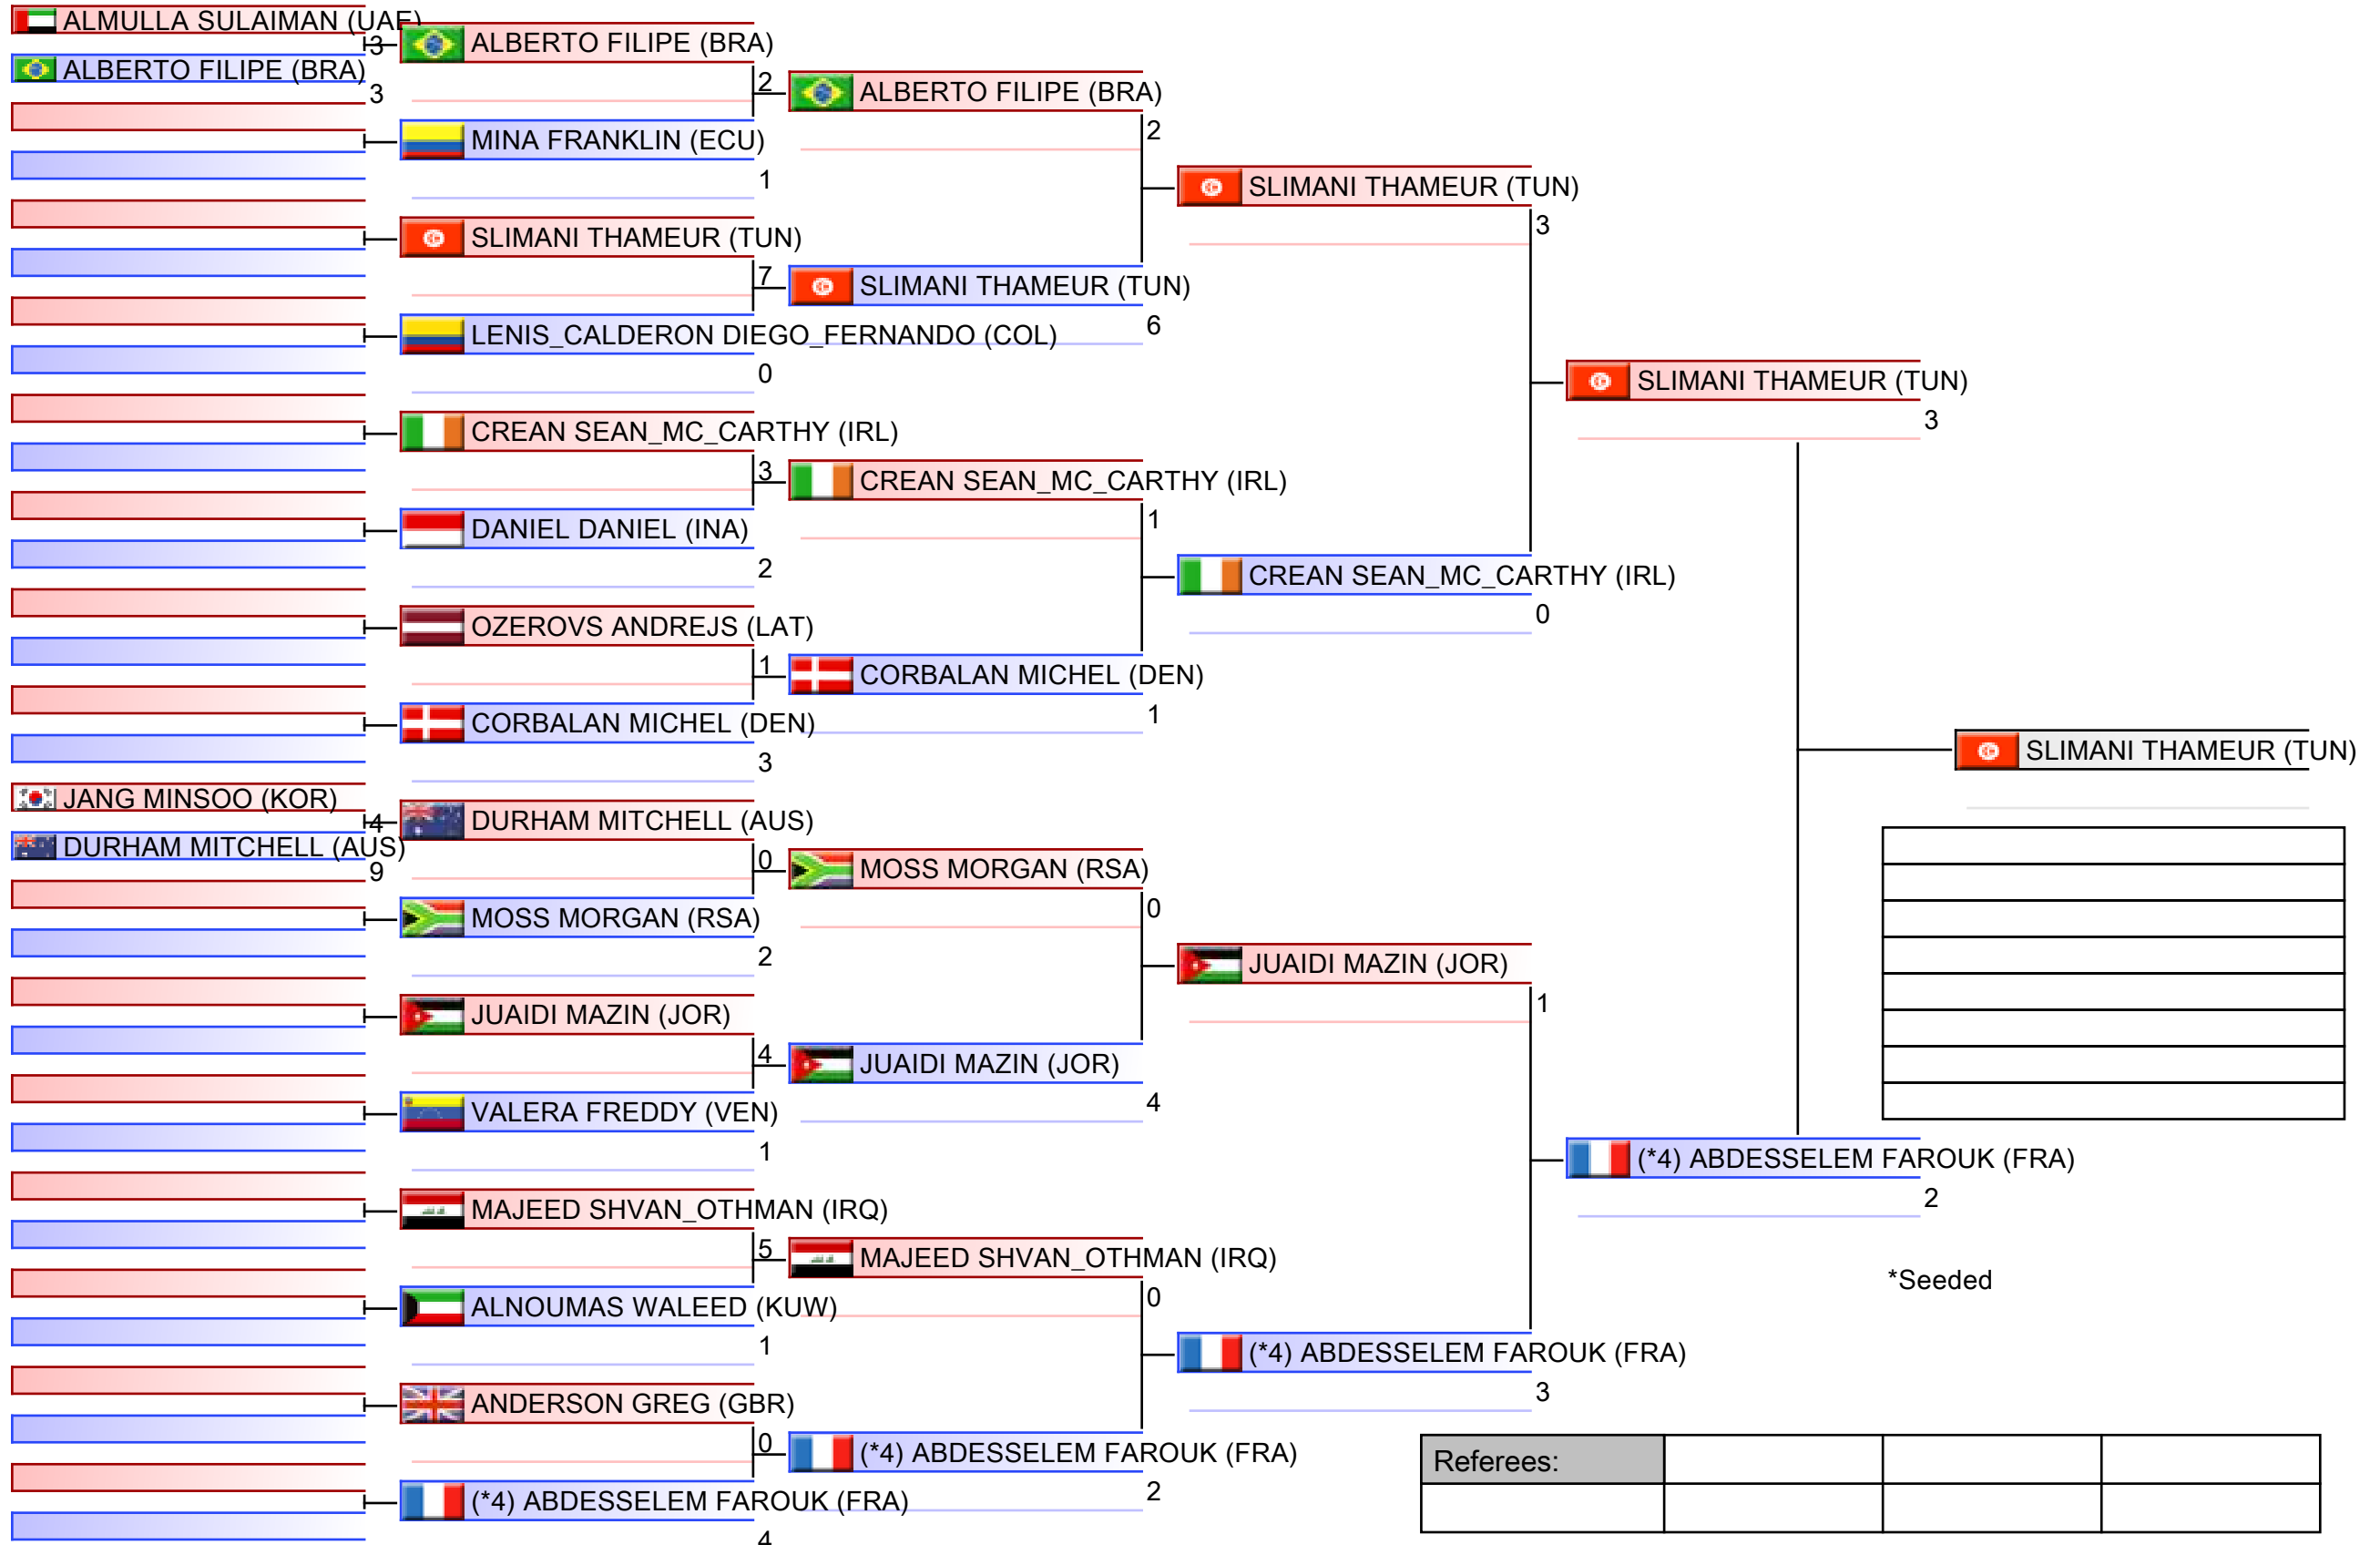 ALMULLA SULAIMAN (UAE)
3
ALBERTO FILIPE (BRA)
3
JANG MINSOO (KOR)
4
DURHAM MITCHELL (AUS)
9
ALBERTO FILIPE (BRA)
2
MINA FRANKLIN (ECU)
1
SLIMANI THAMEUR (TUN)
7
LENIS_CALDERON DIEGO_FERNANDO (COL)
0
CREAN SEAN_MC_CARTHY (IRL)
3
DANIEL DANIEL (INA)
2
OZEROVS ANDREJS (LAT)
1
CORBALAN MICHEL (DEN)
3
DURHAM MITCHELL (AUS)
0
MOSS MORGAN (RSA)
2
JUAIDI MAZIN (JOR)
4
VALERA FREDDY (VEN)
1
MAJEED SHVAN_OTHMAN (IRQ)
5
ALNOUMAS WALEED (KUW)
1
ANDERSON GREG (GBR)
0
(*4) ABDESSELEM FAROUK (FRA)
4
ALBERTO FILIPE (BRA)
2
SLIMANI THAMEUR (TUN)
6
CREAN SEAN_MC_CARTHY (IRL)
1
CORBALAN MICHEL (DEN)
1
MOSS MORGAN (RSA)
0
JUAIDI MAZIN (JOR)
4
MAJEED SHVAN_OTHMAN (IRQ)
0
(*4) ABDESSELEM FAROUK (FRA)
2
SLIMANI THAMEUR (TUN)
3
CREAN SEAN_MC_CARTHY (IRL)
0
JUAIDI MAZIN (JOR)
1
(*4) ABDESSELEM FAROUK (FRA)
3
SLIMANI THAMEUR (TUN)
3
(*4) ABDESSELEM FAROUK (FRA)
2
SLIMANI THAMEUR (TUN)
*Seeded
Referees: